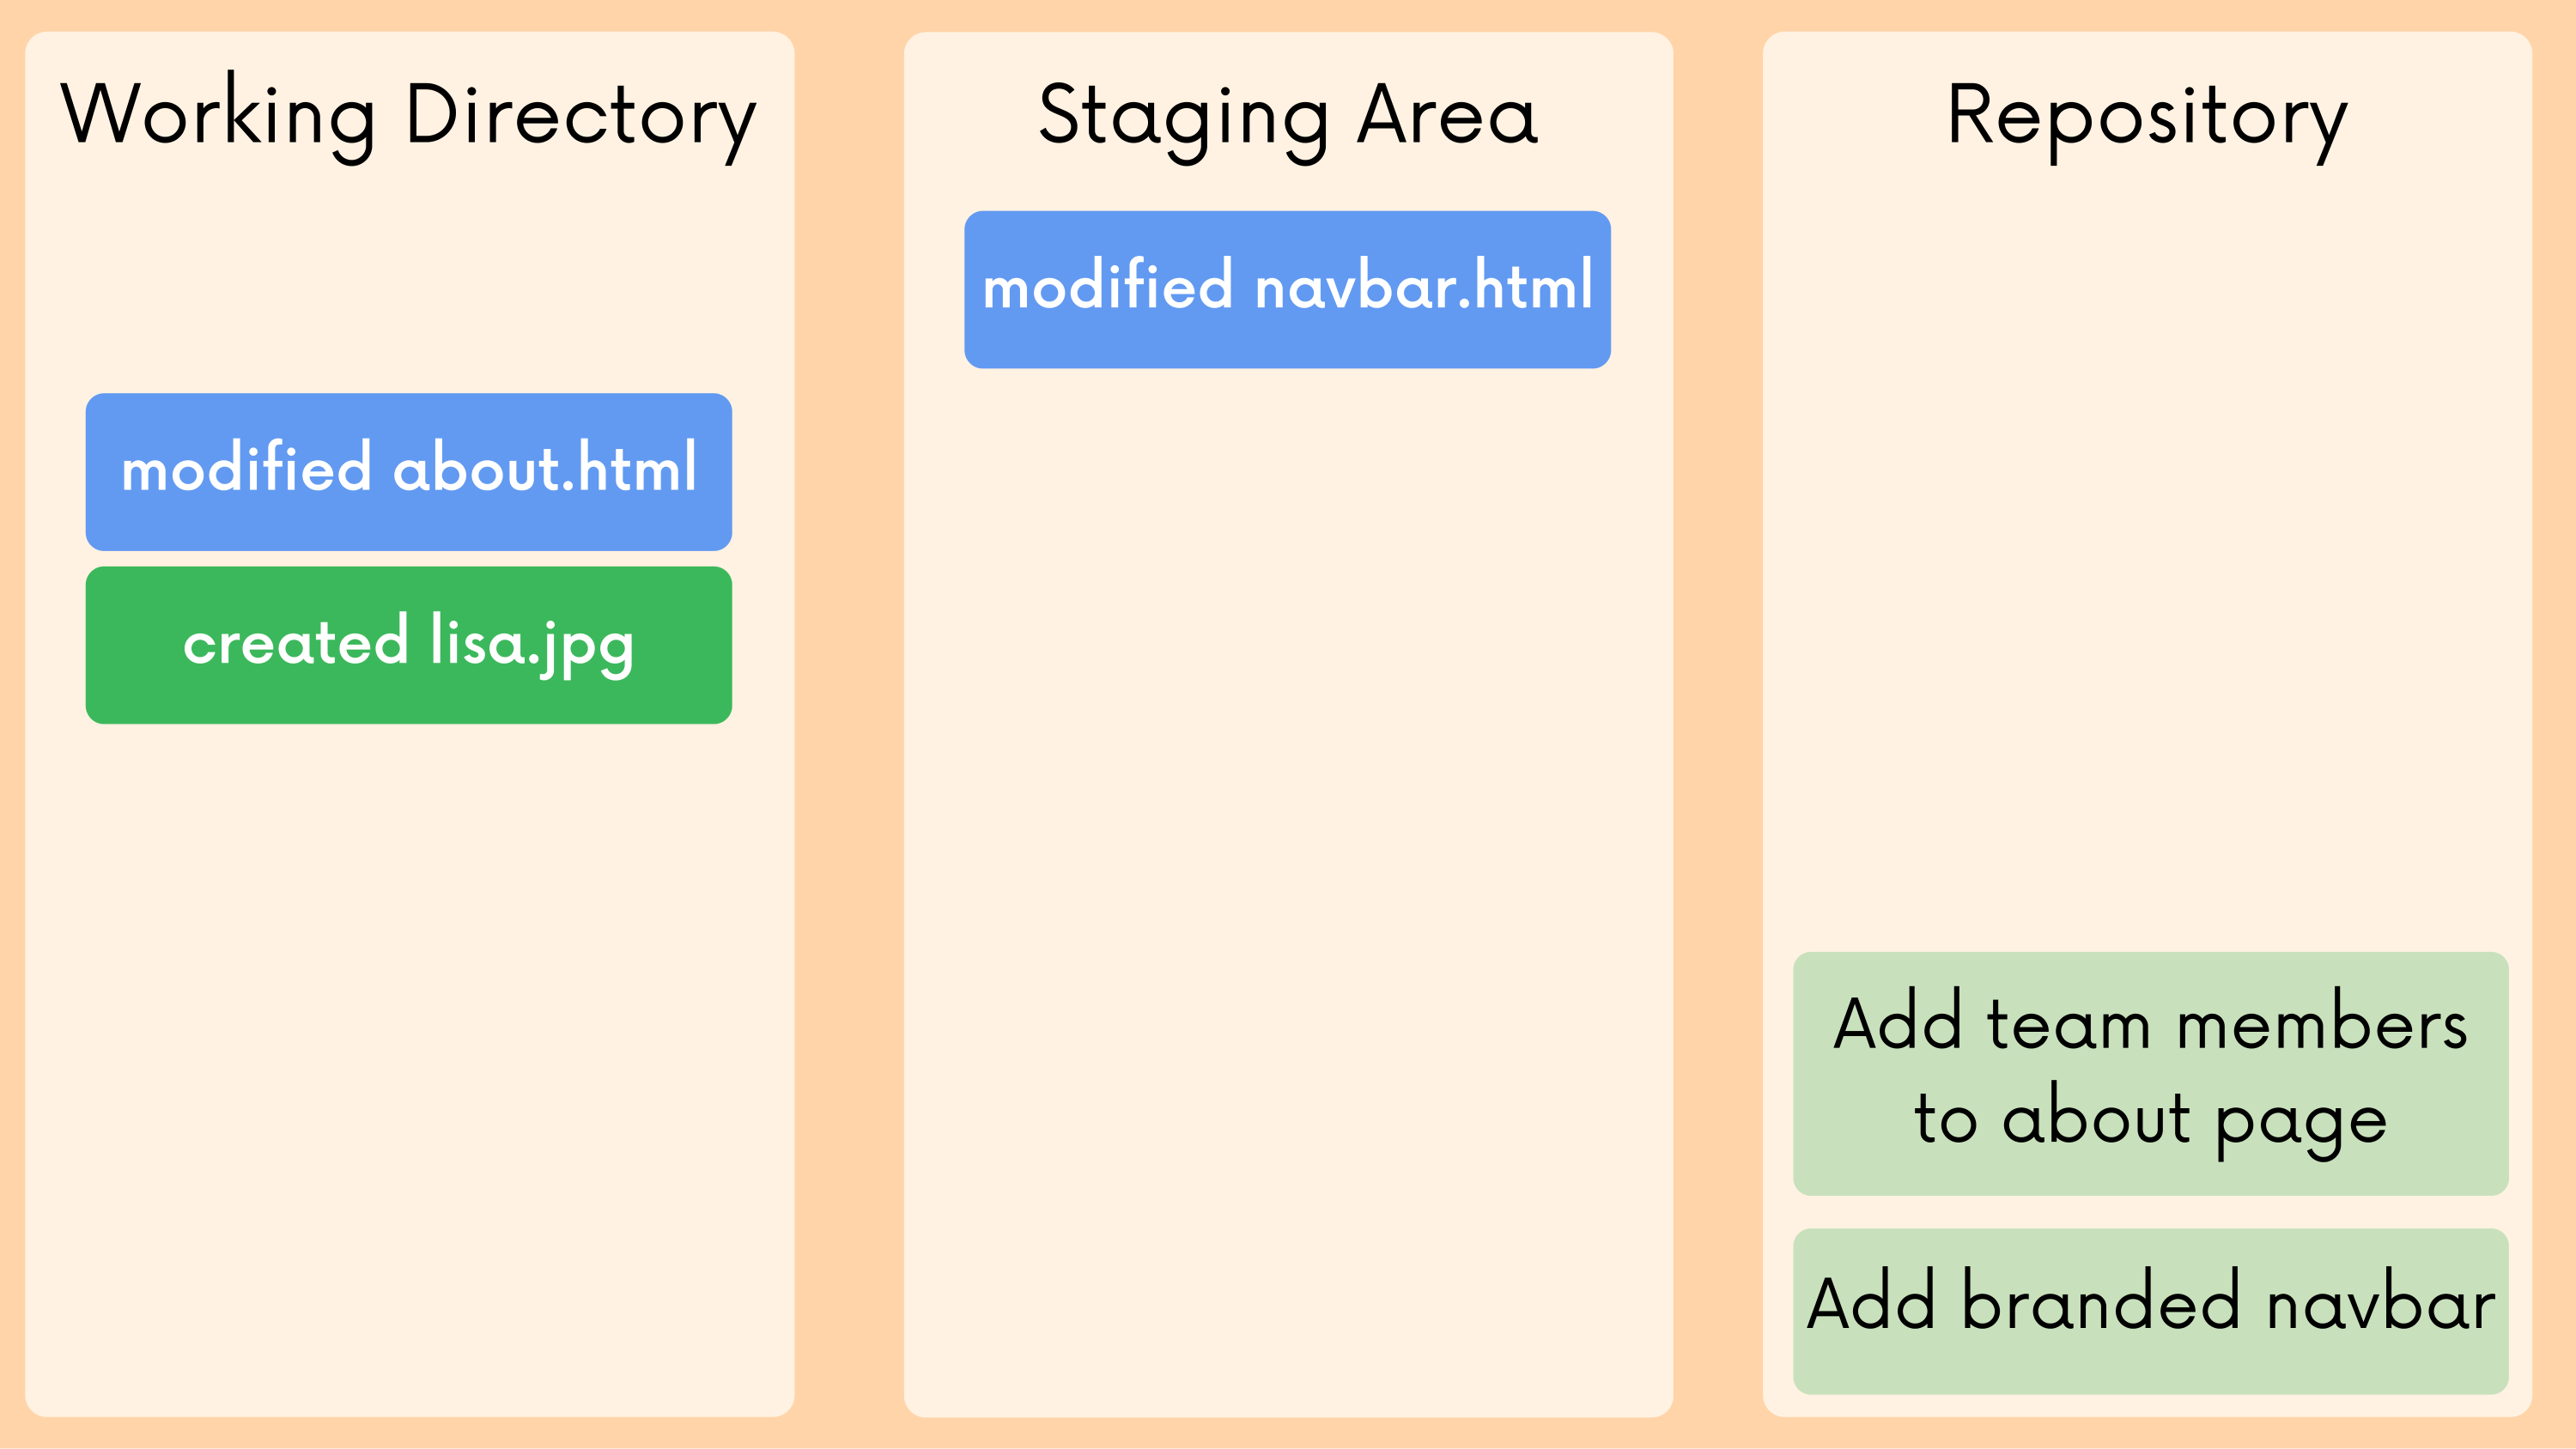 Working Directory
modified about.html
created lisa.jpg
Staging Area
modified navbar.html
Repository
Add team members
to about page
Add branded navbar